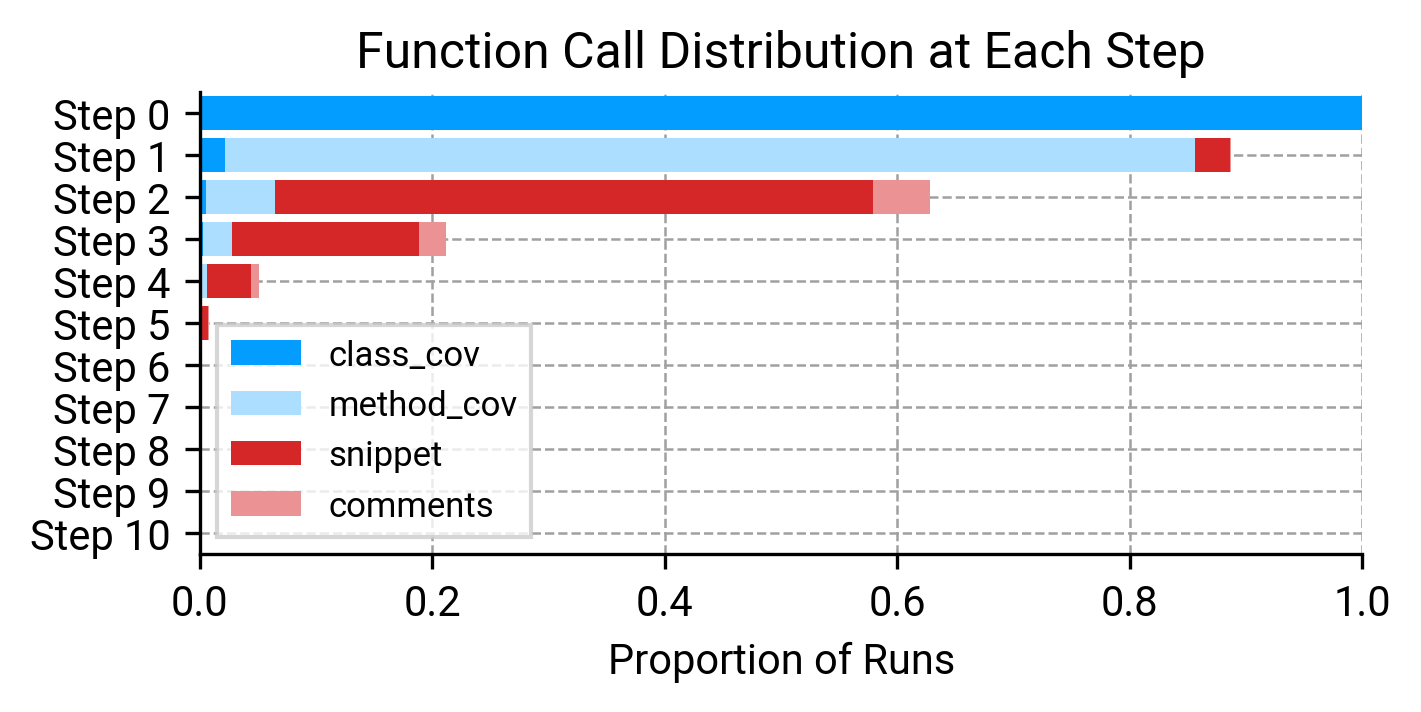 Function Call Distribution at Each Step
Step 0
Step 1
Step 2
Step 3
Step 4
Step 5
Step 6
Step 7
Step 8
Step 9
Step 10
class_cov
method_cov
snippet
comments
0.0 0.2 0.4 0.6 0.8 1.0
Proportion of Runs